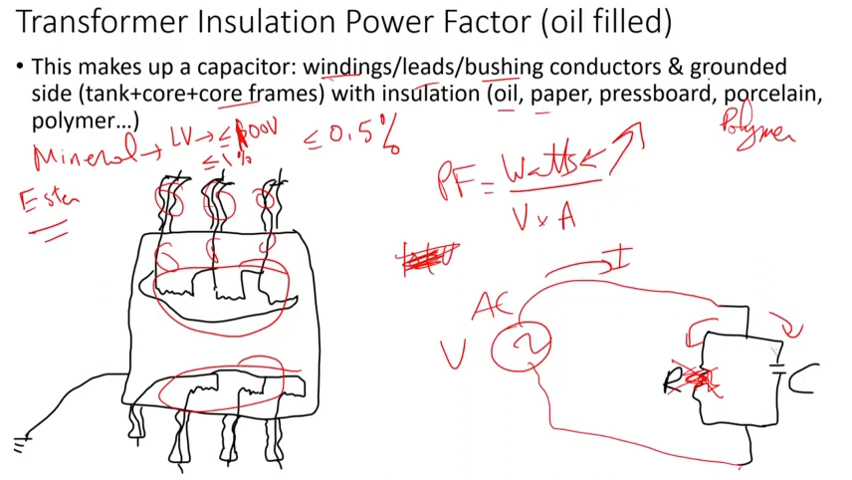 Transformer Insulation Power Factor (oil filled)
• This makes up a capacitor: windings/leads/bushing conductors & grounded
side (tank+core+core frames) with insulation (oil, paper, pressboard, porcelain,
polymer…)
Polymer
Mineral → LV → ≤ 600V
≤ 1%
≤ 0.5%
Ester
PF = Watts
V x A
I
AC
V
R
C